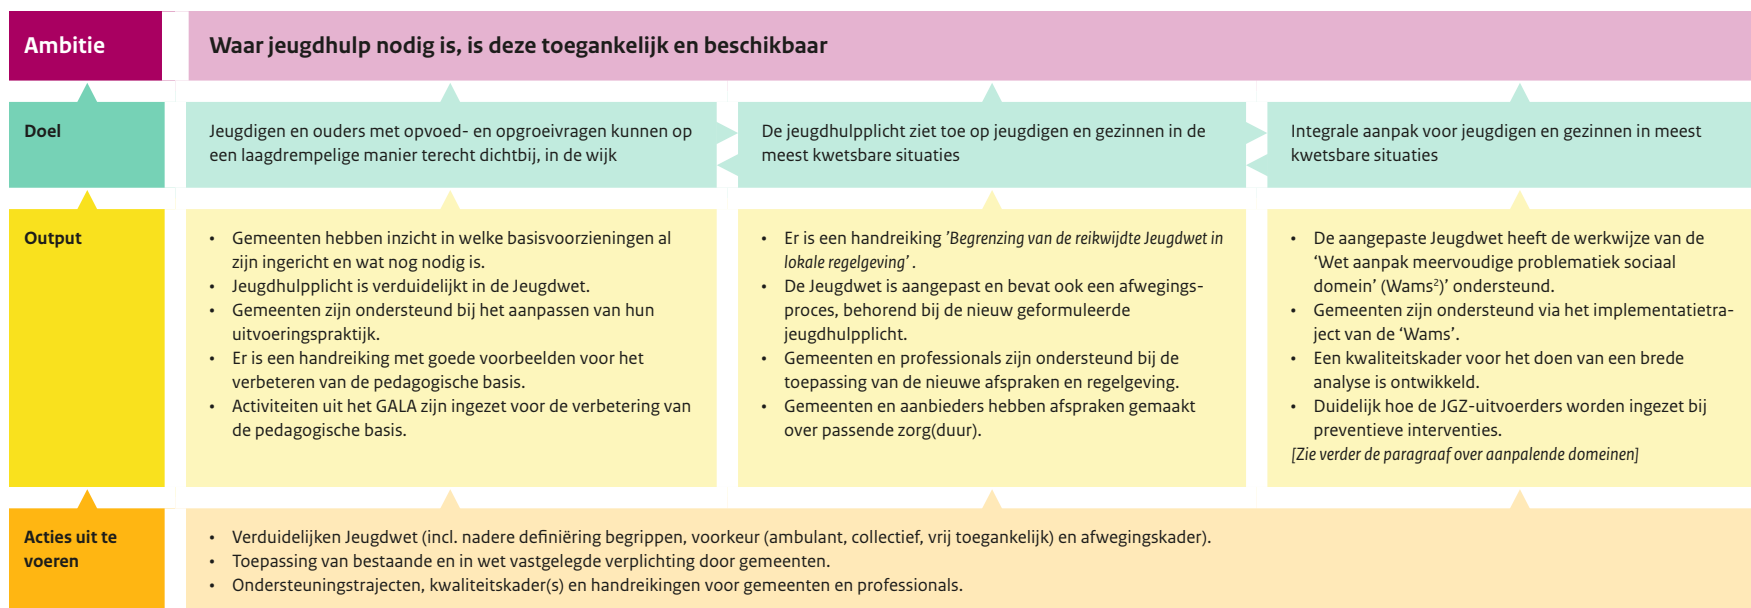 Ambitie
Waar jeugdhulp nodig is, is deze toegankelijk en beschikbaar
Doel
Jeugdigen en ouders met opvoed- en opgroeivragen kunnen op
een laagdrempelige manier terecht dichtbij, in de wijk
De jeugdhulpplicht ziet toe op jeugdigen en gezinnen in de
meest kwetsbare situaties
Integrale aanpak voor jeugdigen en gezinnen in meest
kwetsbare situaties
Output
• Gemeenten hebben inzicht in welke basisvoorzieningen al
zijn ingericht en wat nog nodig is.
• Jeugdhulpplicht is verduidelijkt in de Jeugdwet.
• Gemeenten zijn ondersteund bij het aanpassen van hun
uitvoeringspraktijk.
• Er is een handreiking met goede voorbeelden voor het
verbeteren van de pedagogische basis.
• Activiteiten uit het GALA zijn ingezet voor de verbetering van
de pedagogische basis.
• Er is een handreiking 'Begrenzing van de reikwijdte Jeugdwet in
lokale regelgeving' .
• De Jeugdwet is aangepast en bevat ook een afwegings-
proces, behorend bij de nieuw geformuleerde
jeugdhulpplicht.
• Gemeenten en professionals zijn ondersteund bij de
toepassing van de nieuwe afspraken en regelgeving.
• Gemeenten en aanbieders hebben afspraken gemaakt
over passende zorg(duur).
• De aangepaste Jeugdwet heeft de werkwijze van de
‘Wet aanpak meervoudige problematiek sociaal
domein’ (Wams²)’ ondersteund.
• Gemeenten zijn ondersteund via het implementatietra-
ject van de ‘Wams’.
• Een kwaliteitskader voor het doen van een brede
analyse is ontwikkeld.
• Duidelijk hoe de JGZ-uitvoerders worden ingezet bij
preventieve interventies.
[Zie verder de paragraaf over aanpalende domeinen]
Acties uit te
voeren
• Verduidelijken Jeugdwet (incl. nadere definiëring begrippen, voorkeur (ambulant, collectief, vrij toegankelijk) en afwegingskader).
• Toepassing van bestaande en in wet vastgelegde verplichting door gemeenten.
• Ondersteuningstrajecten, kwaliteitskader(s) en handreikingen voor gemeenten en professionals.